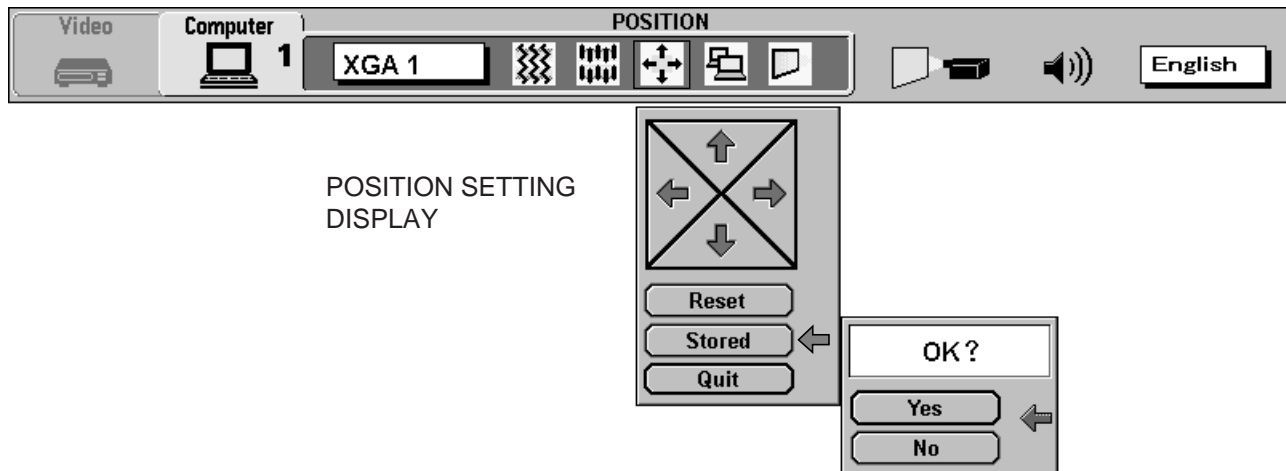 Video
Computer
1
POSITION
XGA 1
English
POSITION SETTING
DISPLAY
Reset
Stored
Quit
OK?
Yes
No